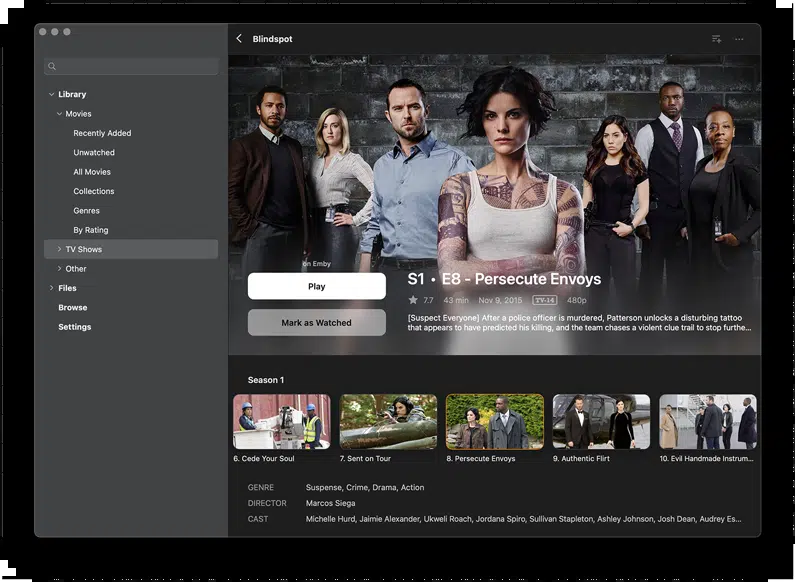 Blindspot
Library
Movies
Recently Added
Unwatched
All Movies
Collections
Genres
By Rating
TV Shows
Other
Files
Browse
Settings
on Emby
Play
Mark as Watched
S1 • E8 - Persecute Envoys
7.7 43 min Nov 9, 2015 TV-14 480p
[Suspect Everyone] After a police officer is murdered, Patterson unlocks a disturbing tattoo
that appears to have predicted his killing, and the team chases a violent clue trail to stop furthe...
Season 1
6. Cede Your Soul
7. Sent on Tour
8. Persecute Envoys
9. Authentic Flirt
10. Evil Handmade Instrum...
GENRE Suspense, Crime, Drama, Action
DIRECTOR Marcos Siega
CAST Michelle Hurd, Jaimie Alexander, Ukweli Roach, Jordana Spiro, Sullivan Stapleton, Ashley Johnson, Josh Dean, Audrey Es...